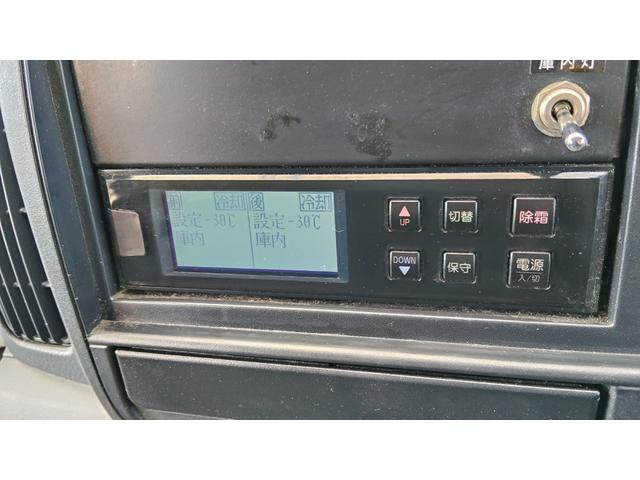 庫内灯
前 冷却 後 冷却
設定-30℃ 設定-30℃
庫内 庫内
UP 切替 除霜
DOWN 保守 電源
入/切